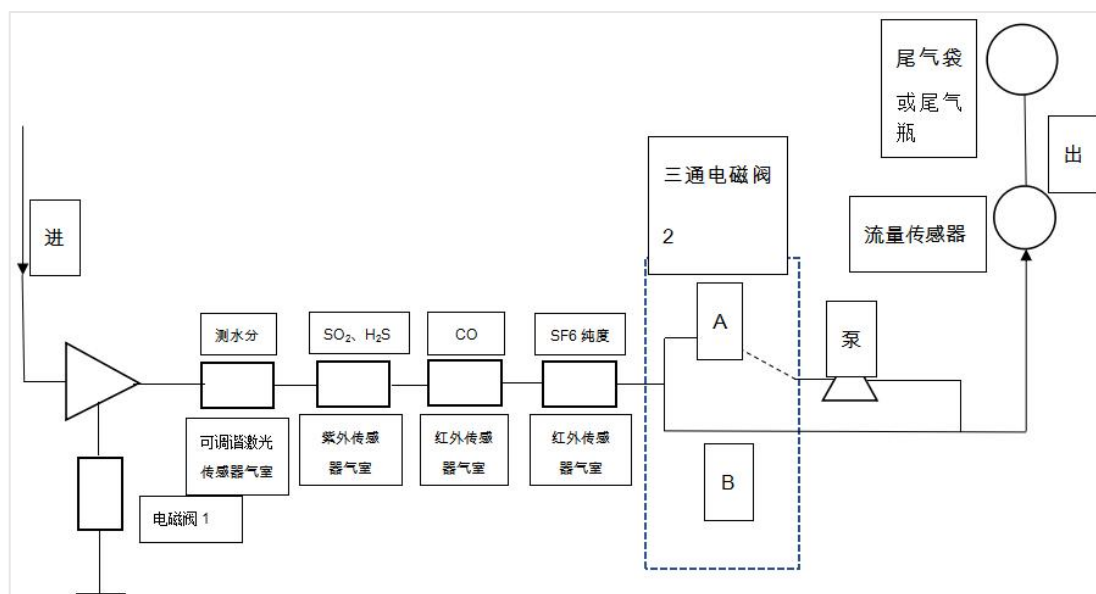 尾气袋
或尾气
瓶
出
三通电磁阀
2
流量传感器
进
A
泵
测水分
SO₂、H₂S
CO
SF6 纯度
可调谐激光
传感器气室
紫外传感
器气室
红外传感
器气室
红外传感
器气室
B
电磁阀 1